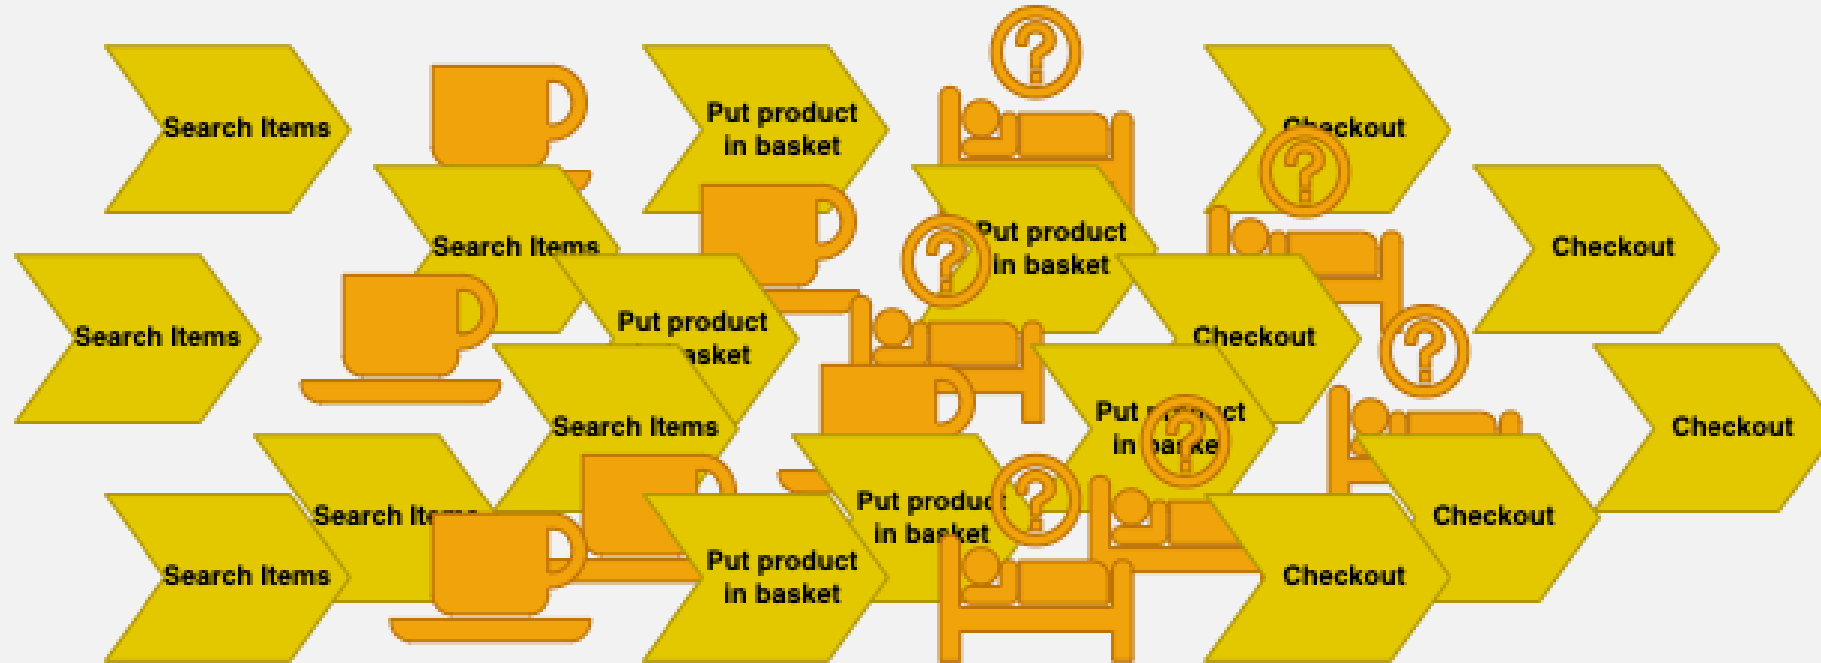 Search Items
Put product
in basket
Checkout
Search Items
Put product
in basket
Checkout
Search Items
Put product
basket
Checkout
Search Items
Put product
in basket
Checkout
Search Items
Put product
in basket
Checkout
Search Items
Put product
in basket
Checkout